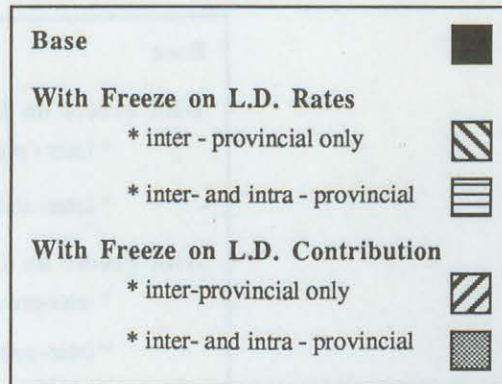 Base
With Freeze on L.D. Rates
* inter - provincial only
* inter- and intra - provincial
With Freeze on L.D. Contribution
* inter-provincial only
* inter- and intra - provincial